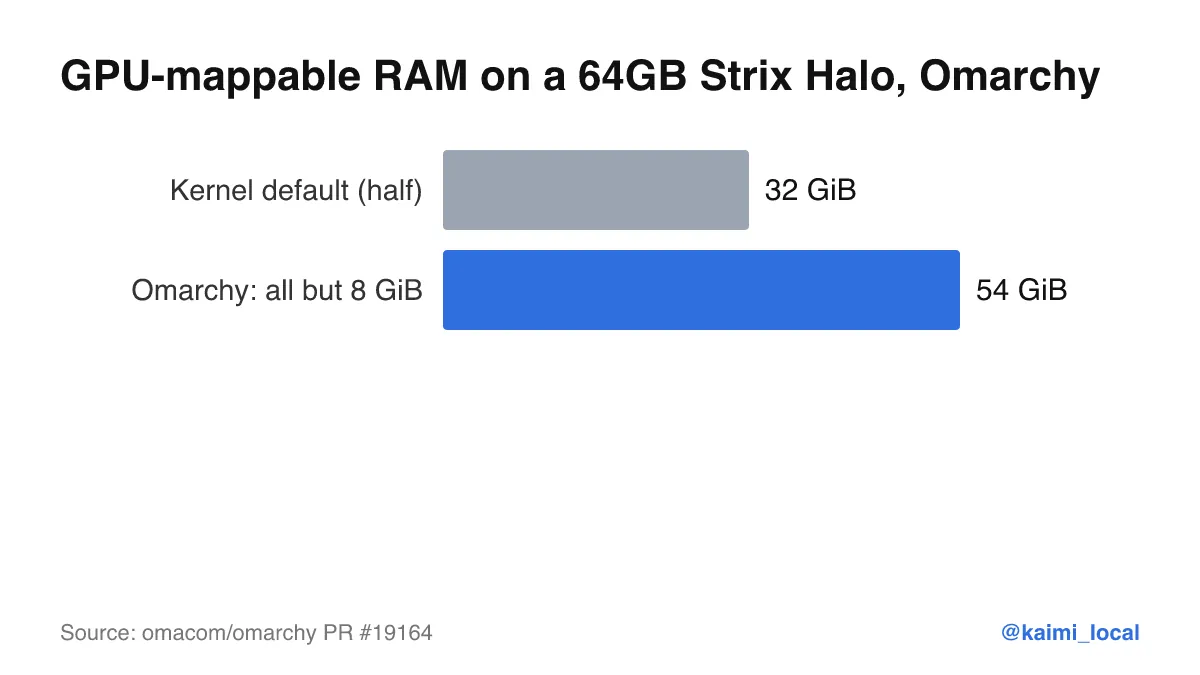 GPU-mappable RAM on a 64GB Strix Halo, Omarchy
Kernel default (half)
32 GiB
Omarchy: all but 8 GiB
54 GiB
Source: omacom/omarchy PR #19164
@kaimi_local